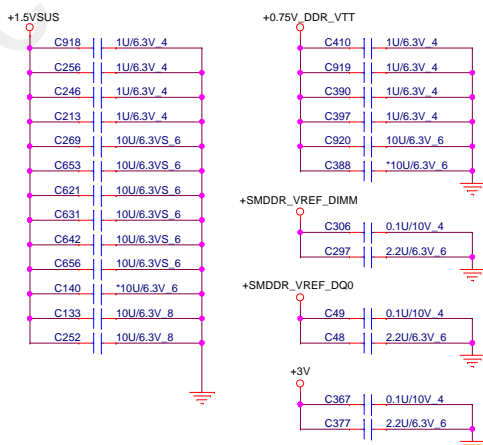 +1.5VSUS
C918 1U/6.3V_4
C256 1U/6.3V_4
C246 1U/6.3V_4
C213 1U/6.3V_4
C269 10U/6.3VS_6
C653 10U/6.3VS_6
C621 10U/6.3VS_6
C631 10U/6.3VS_6
C642 10U/6.3VS_6
C656 10U/6.3VS_6
C140 *10U/6.3V_6
C133 10U/6.3V_8
C252 10U/6.3V_8
+0.75V_DDR_VTT
C410 1U/6.3V_4
C919 1U/6.3V_4
C390 1U/6.3V_4
C397 1U/6.3V_4
C920 10U/6.3V_6
C388 *10U/6.3V_6
+SMDDR_VREF_DIMM
C306 0.1U/10V_4
C297 2.2U/6.3V_6
+SMDDR_VREF_DQ0
C49 0.1U/10V_4
C48 2.2U/6.3V_6
+3V
C367 0.1U/10V_4
C377 2.2U/6.3V_6